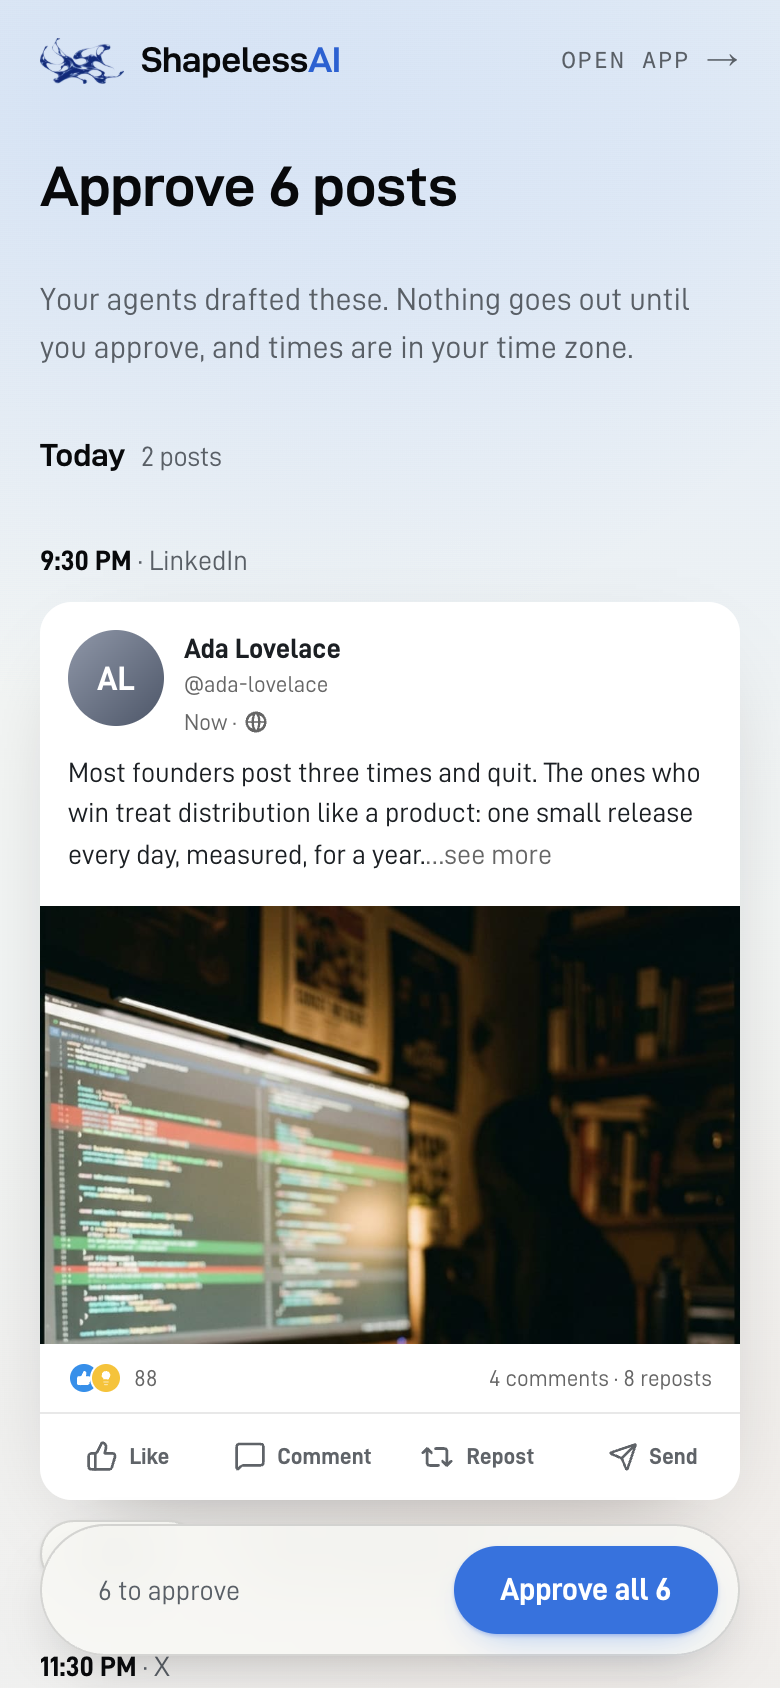 ShapelessAI
OPEN APP →
Approve 6 posts
Your agents drafted these. Nothing goes out until
you approve, and times are in your time zone.
Today 2 posts
9:30 PM · LinkedIn
AL
Ada Lovelace
@ada-lovelace
Now ·
Most founders post three times and quit. The ones who
win treat distribution like a product: one small release
every day, measured, for a year....see more
88
4 comments · 8 reposts
Like
Comment
Repost
Send
6 to approve
Approve all 6
11:30 PM · X